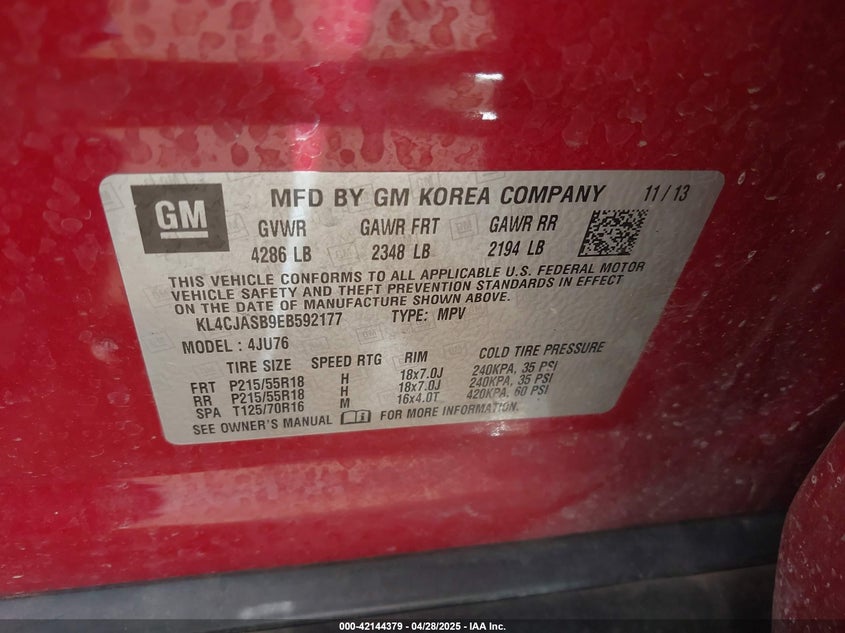 GM
MFD BY GM KOREA COMPANY 11 / 13
GVWR GAWR FRT GAWR RR
4286 LB 2348 LB 2194 LB
THIS VEHICLE CONFORMS TO ALL APPLICABLE U.S. FEDERAL MOTOR
VEHICLE SAFETY AND THEFT PREVENTION STANDARDS IN EFFECT
ON THE DATE OF MANUFACTURE SHOWN ABOVE.
KL4CJASB9EB592177 TYPE: MPV
MODEL : 4JU76
TIRE SIZE SPEED RTG RIM COLD TIRE PRESSURE
FRT P215/55R18 H 18x7.0J 240KPA, 35 PSI
RR P215/55R18 H 18x7.0J 240KPA, 35 PSI
SPA T125/70R16 M 16x4.0T 420KPA, 60 PSI
SEE OWNER'S MANUAL FOR MORE INFORMATION.
000-42144379 / 04/28/2025 - IAA Inc.